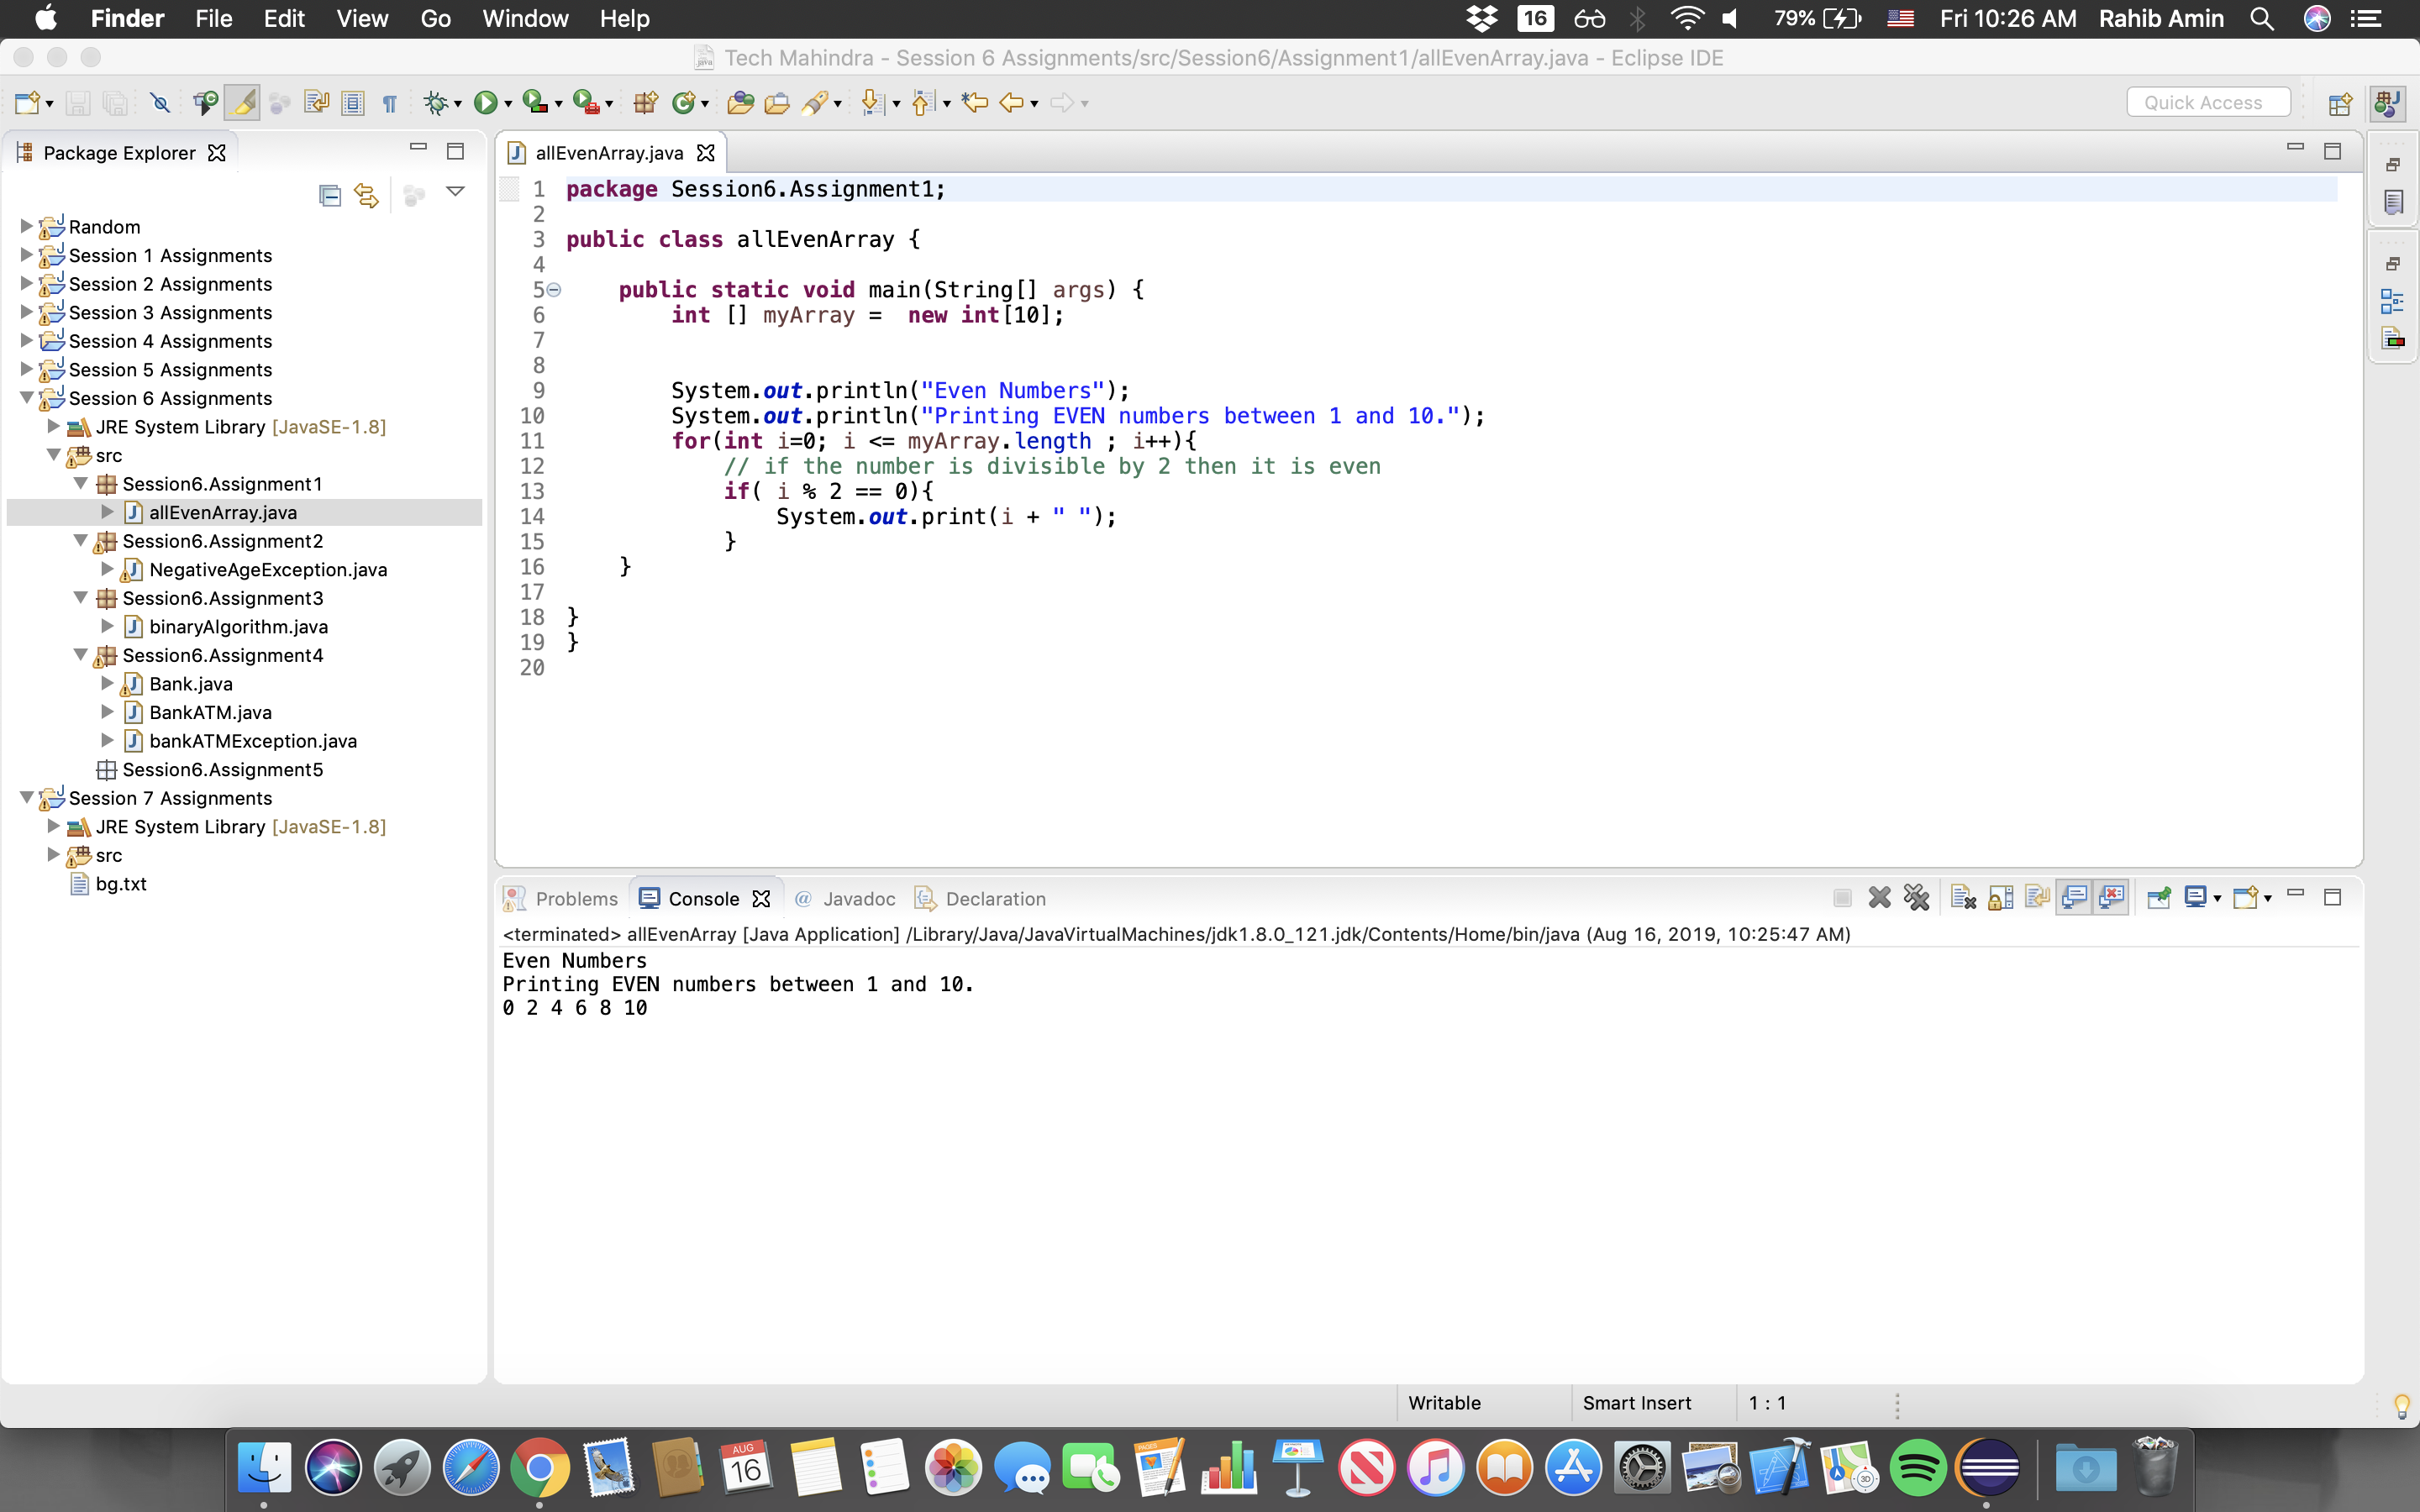 Finder File Edit View Go Window Help 16 79% Fri 10:26 AM Rahib Amin
Tech Mahindra - Session 6 Assignments/src/Session6/Assignment1/allEvenArray.java - Eclipse IDE
Quick Access
Package Explorer
Random
Session 1 Assignments
Session 2 Assignments
Session 3 Assignments
Session 4 Assignments
Session 5 Assignments
Session 6 Assignments
JRE System Library [JavaSE-1.8]
src
Session6.Assignment1
allEvenArray.java
Session6.Assignment2
NegativeAgeException.java
Session6.Assignment3
binaryAlgorithm.java
Session6.Assignment4
Bank.java
BankATM.java
bankATMException.java
Session6.Assignment5
Session 7 Assignments
JRE System Library [JavaSE-1.8]
src
bg.txt
allEvenArray.java
1 package Session6.Assignment1;
2
3 public class allEvenArray {
4
5 public static void main(String[] args) {
6 int [] myArray =  new int[10];
7
8
9 System.out.println("Even Numbers");
10 System.out.println("Printing EVEN numbers between 1 and 10.");
11 for(int i=0; i <= myArray.length ; i++){
12 // if the number is divisible by 2 then it is even
13 if( i % 2 == 0){
14 System.out.print(i + " ");
15 }
16 }
17
18 }
19 }
20
Problems Console @ Javadoc Declaration
<terminated> allEvenArray [Java Application] /Library/Java/JavaVirtualMachines/jdk1.8.0_121.jdk/Contents/Home/bin/java (Aug 16, 2019, 10:25:47 AM)
Even Numbers
Printing EVEN numbers between 1 and 10.
0 2 4 6 8 10
Writable Smart Insert 1 : 1
AUG
16
PAGES
3D